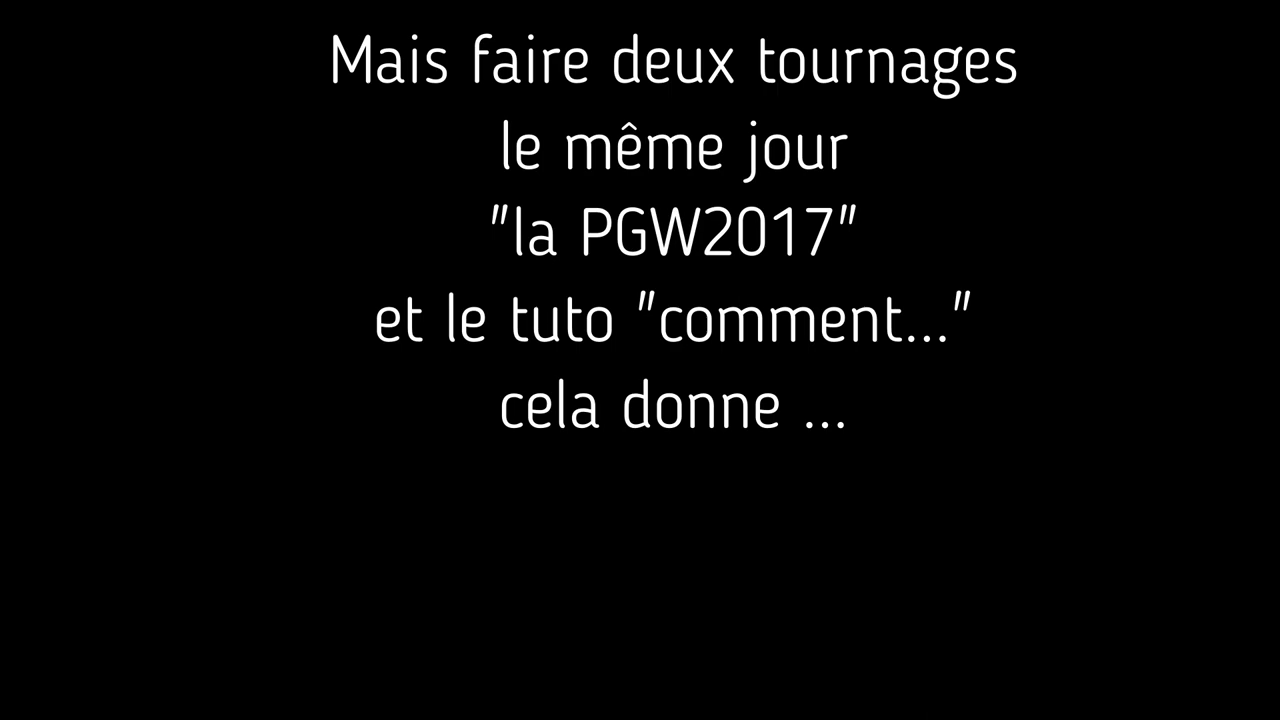 Mais faire deux tournages
le même jour
"la PGW2017"
et le tuto "comment..."
cela donne ...